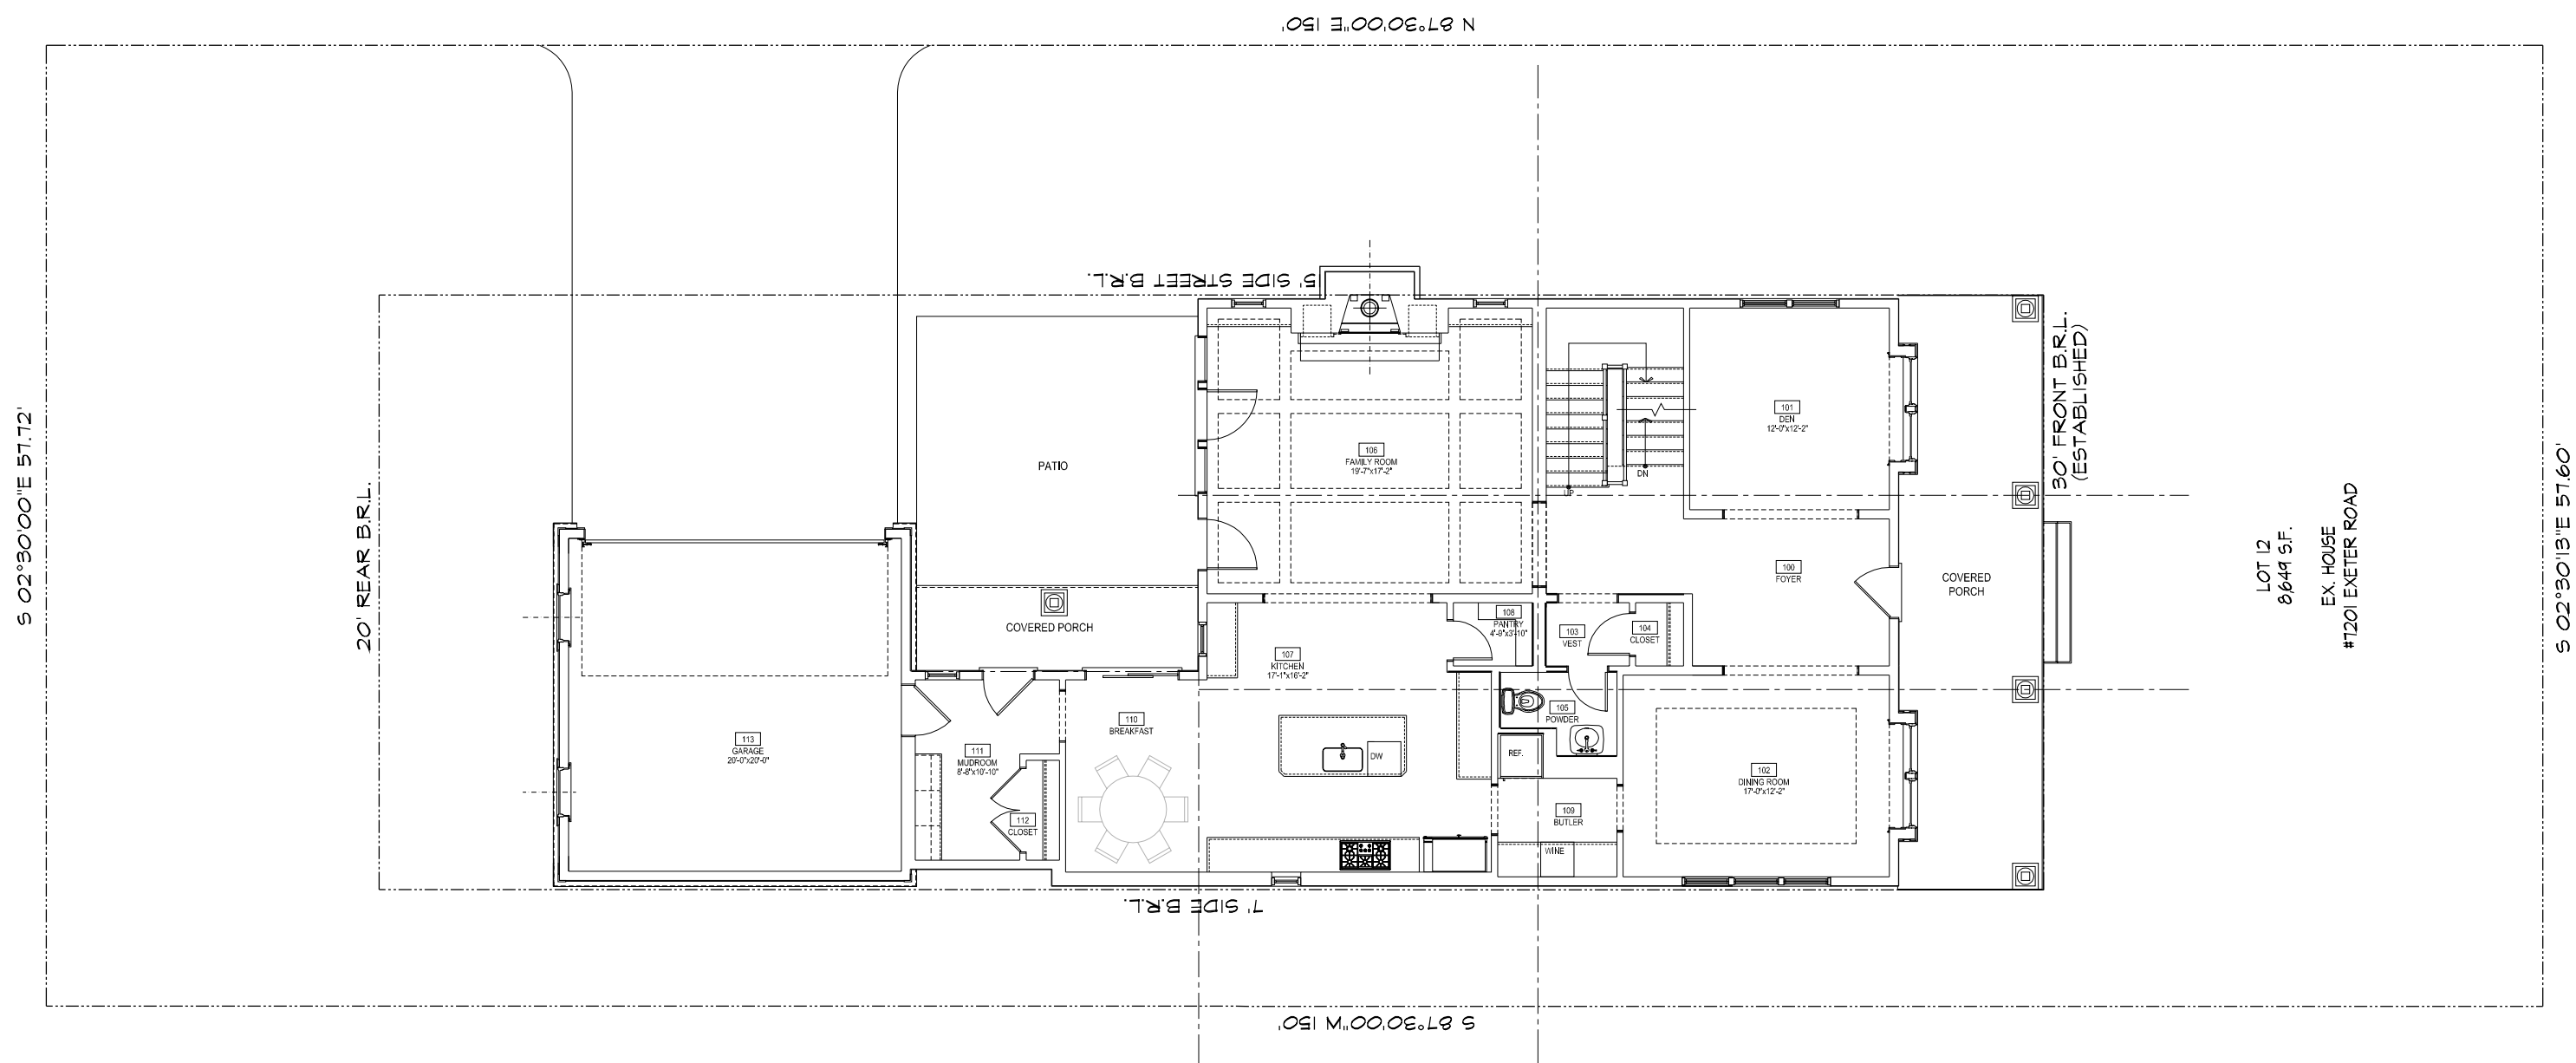 N 87°30'00"E 150'
S 02°30'00"E 57.72'
20' REAR B.R.L.
15' SIDE STREET B.R.L.
7' SIDE B.R.L.
30' FRONT B.R.L.
(ESTABLISHED)
S 02°30'13"E 57.60'
LOT 12
8,649 S.F.
EX. HOUSE
#7201 EXETER ROAD
PATIO
COVERED PORCH
106
FAMILY ROOM
19'-7"x17'-2"
UP
DN
101
DEN
12'-0"x12'-2"
100
FOYER
COVERED
PORCH
108
PANTRY
4'-9"x3'-10"
103
VEST
104
CLOSET
107
KITCHEN
17'-1"x16'-2"
DW
105
POWDER
REF.
109
BUTLER
WINE
102
DINING ROOM
17'-0"x12'-2"
110
BREAKFAST
111
MUDROOM
8'-8"x10'-10"
112
CLOSET
113
GARAGE
20'-0"x20'-0"
S 87°30'00"W 150'